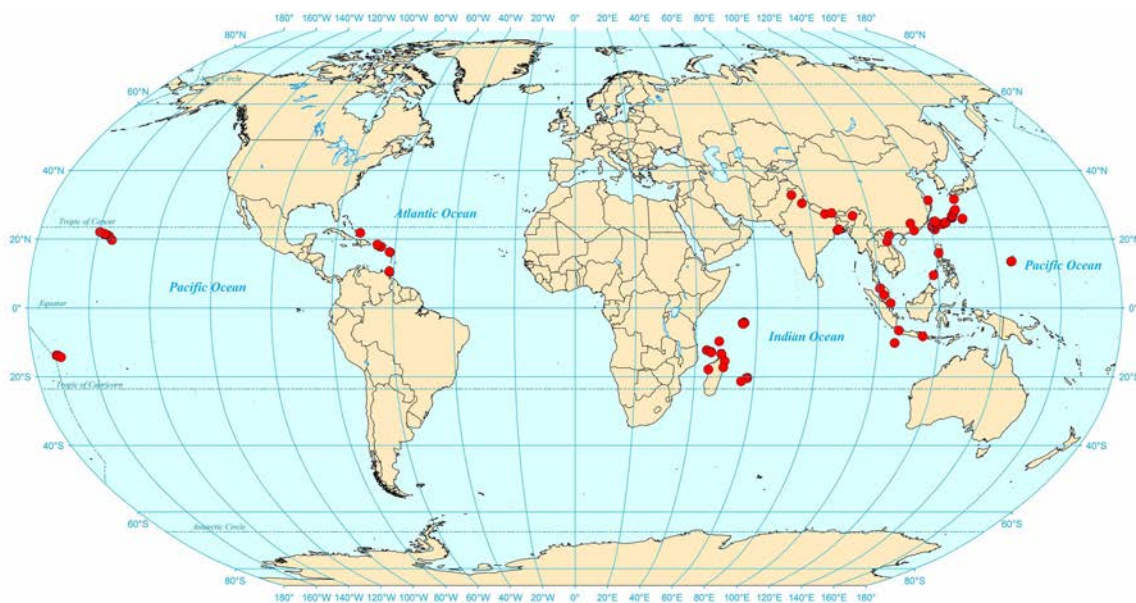 180° 160°W 140°W 120°W 100°W 80°W 60°W 40°W 20°W 0° 20°E 40°E 60°E 80°E 100°E 120°E 140°E 160°E 180°
80°N 80°N
60°N 60°N
40°N 40°N
Tropic of Cancer
Atlantic Ocean
20°N 20°N
Pacific Ocean Pacific Ocean
Equator
0° 0°
Indian Ocean
20°S 20°S
Tropic of Capricorn
40°S 40°S
60°S 60°S
Antarctic Circle
80°S 80°S
180° 160°W 140°W 120°W 100°W 80°W 60°W 40°W 20°W 0° 20°E 40°E 60°E 80°E 100°E 120°E 140°E 160°E 180°